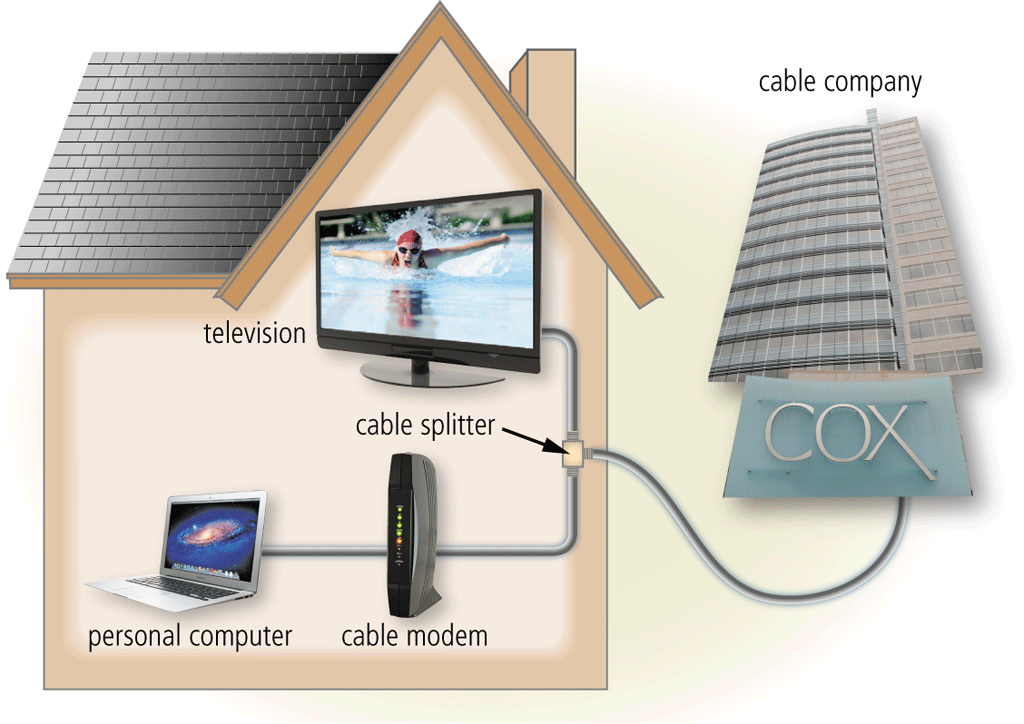 cable company
television
COX
cable splitter
personal computer
cable modem